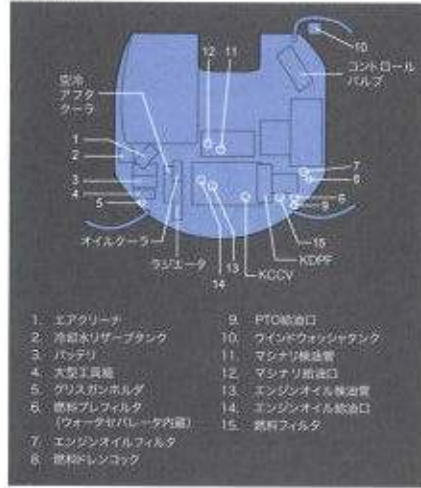 12 11
10
コントロール
バルブ
空冷
アフタ
クーラ
1
2
3
4
5
7
8
6
9
オイルクーラ
ラジエータ
13
14
KCCV
KDPF
15
1. エアクリーナ
2. 冷却水リザーブタンク
3. バッテリ
4. 大型工具箱
5. グリスガンホルダ
6. 燃料プレフィルタ
(ウォータセパレータ内蔵)
7. エンジンオイルフィルタ
8. 燃料ドレンコック
9. PTO給油口
10. ウインドウォッシャタンク
11. マシナリ検油管
12. マシナリ給油口
13. エンジンオイル検油管
14. エンジンオイル給油口
15. 燃料フィルタ